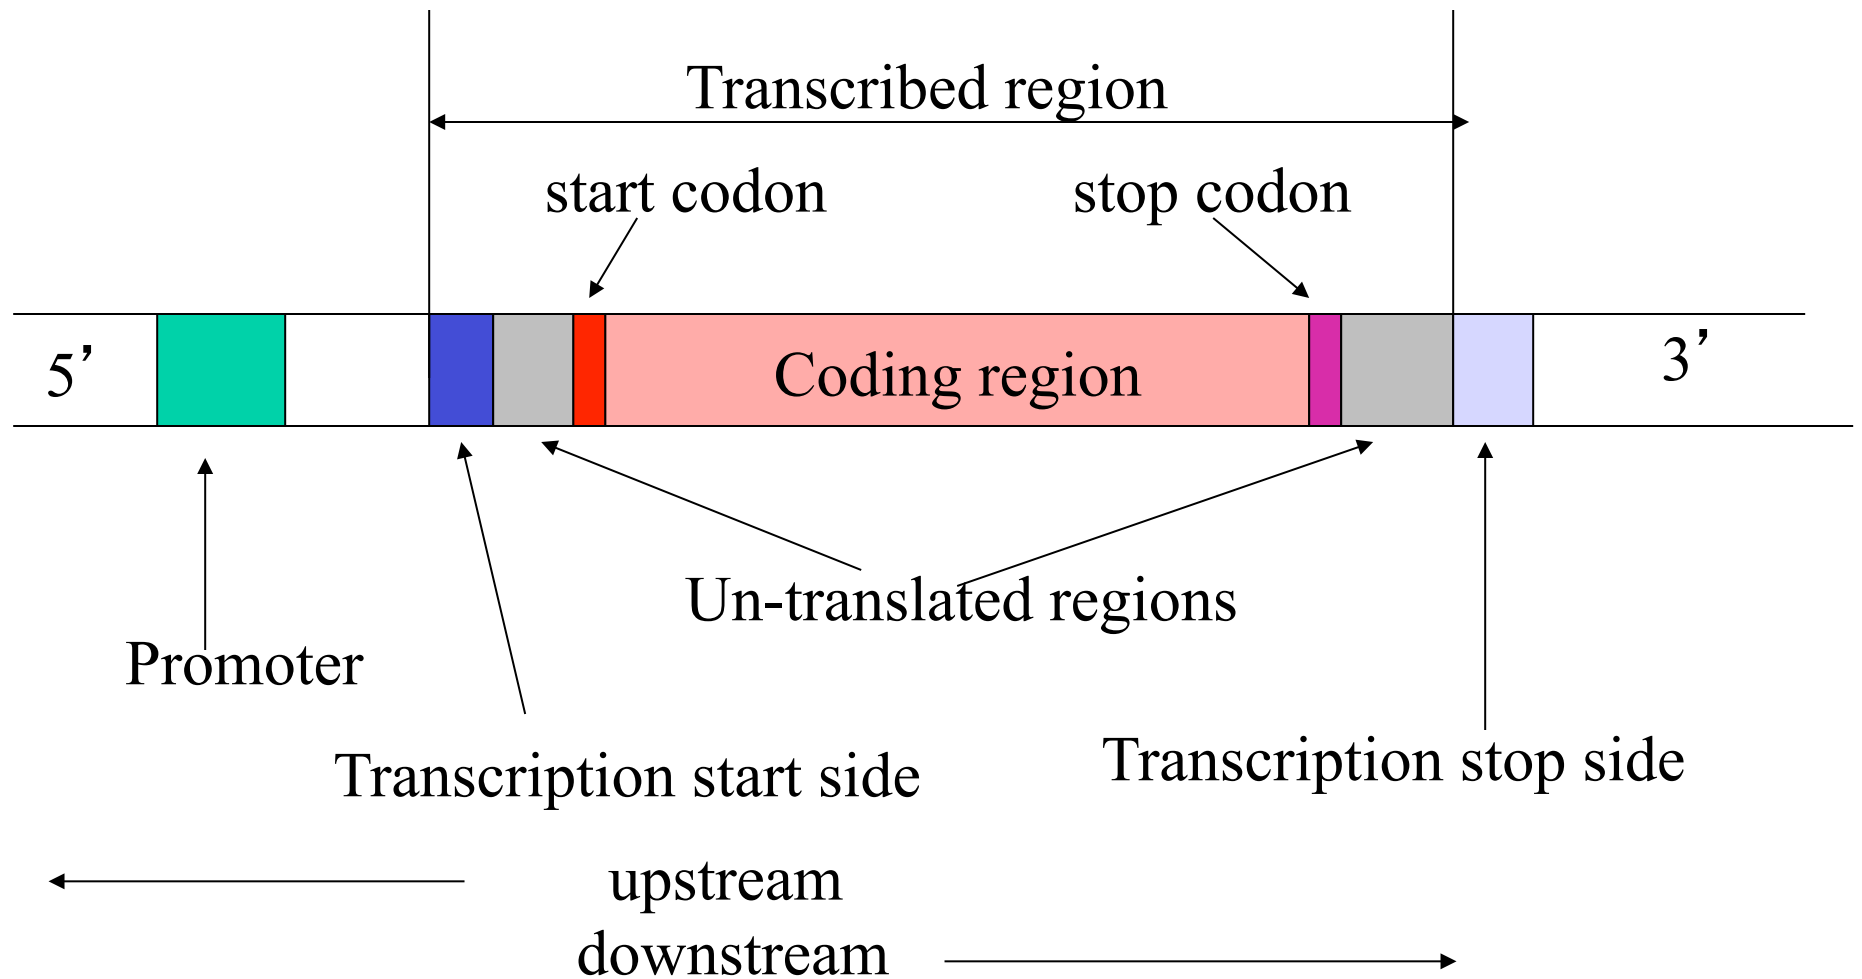 Transcribed region
start codon
stop codon
5’
Coding region
3’
Un-translated regions
Promoter
Transcription start side
Transcription stop side
upstream
downstream